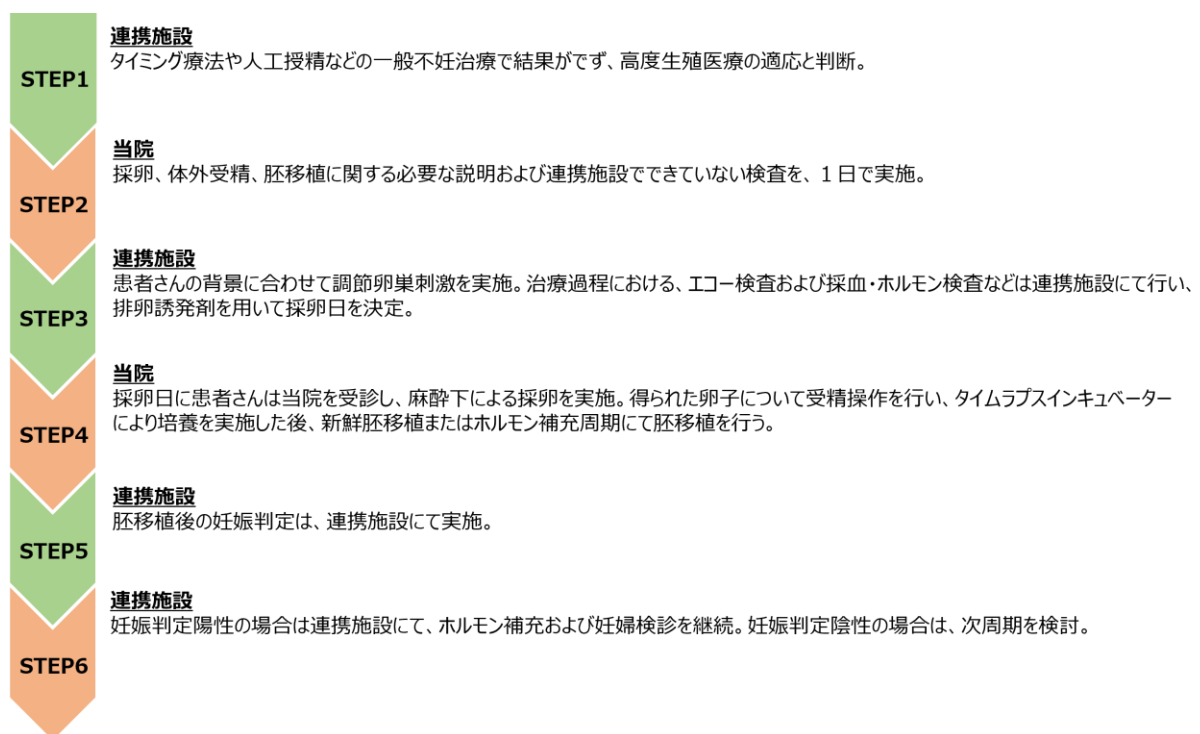 STEP1
連携施設
タイミング療法や人工授精などの一般不妊治療で結果がでず、高度生殖医療の適応と判断。
STEP2
当院
採卵、体外受精、胚移植に関する必要な説明および連携施設でできていない検査を、1日で実施。
STEP3
連携施設
患者さんの背景に合わせて調節卵巣刺激を実施。治療過程における、エコー検査および採血・ホルモン検査などは連携施設にて行い、
排卵誘発剤を用いて採卵日を決定。
STEP4
当院
採卵日に患者さんは当院を受診し、麻酔下による採卵を実施。得られた卵子について受精操作を行い、タイムラプスインキュベーター
により培養を実施した後、新鮮胚移植またはホルモン補充周期にて胚移植を行う。
STEP5
連携施設
胚移植後の妊娠判定は、連携施設にて実施。
STEP6
連携施設
妊娠判定陽性の場合は連携施設にて、ホルモン補充および妊婦検診を継続。妊娠判定陰性の場合は、次周期を検討。